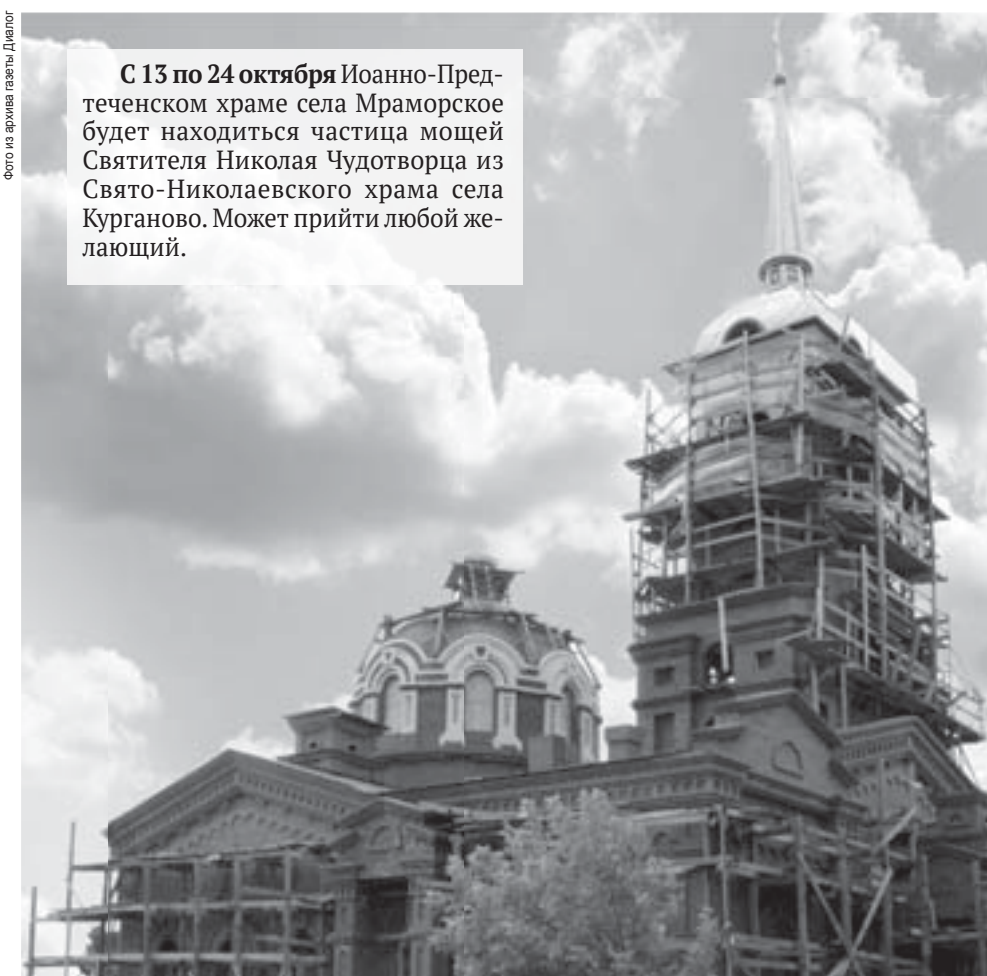 Фото из архива газеты Диалог
С 13 по 24 октября Иоанно-Пред-
теченском храме села Мраморское
будет находиться частица мощей
Святителя Николая Чудотворца из
Свято-Николаевского храма села
Курганово. Может прийти любой же-
лающий.